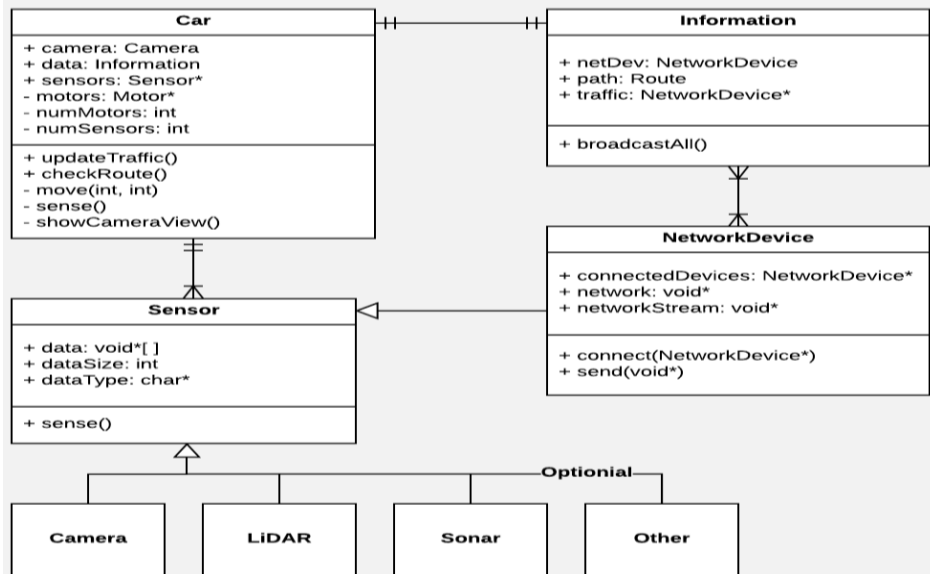 Car
+ camera: Camera
+ data: Information
+ sensors: Sensor*
- motors: Motor*
- numMotors: int
- numSensors: int
+ updateTraffic()
+ checkRoute()
- move(int, int)
- sense()
- showCameraView()
Information
+ netDev: NetworkDevice
+ path: Route
+ traffic: NetworkDevice*
+ broadcastAll()
NetworkDevice
+ connectedDevices: NetworkDevice*
+ network: void*
+ networkStream: void*
+ connect(NetworkDevice*)
+ send(void*)
Sensor
+ data: void*[ ]
+ dataSize: int
+ dataType: char*
+ sense()
Optionial
Camera
LiDAR
Sonar
Other